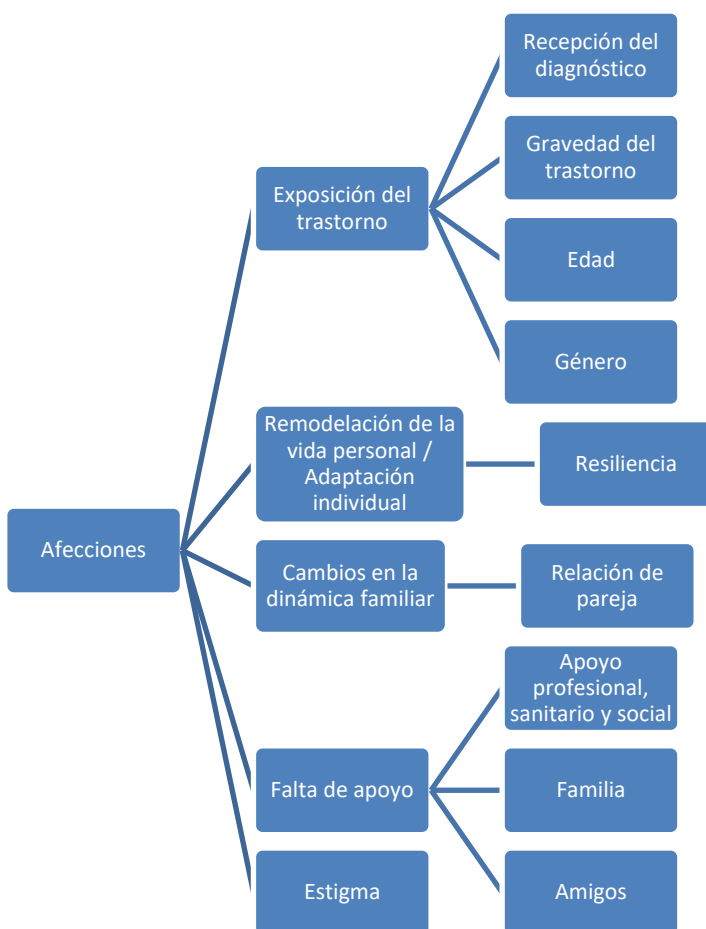 Afecciones
Exposición del
trastorno
Recepción del
diagnóstico
Gravedad del
trastorno
Edad
Género
Remodelación de la
vida personal /
Adaptación
individual
Resiliencia
Cambios en la
dinámica familiar
Relación de
pareja
Falta de apoyo
Apoyo
profesional,
sanitario y social
Familia
Amigos
Estigma